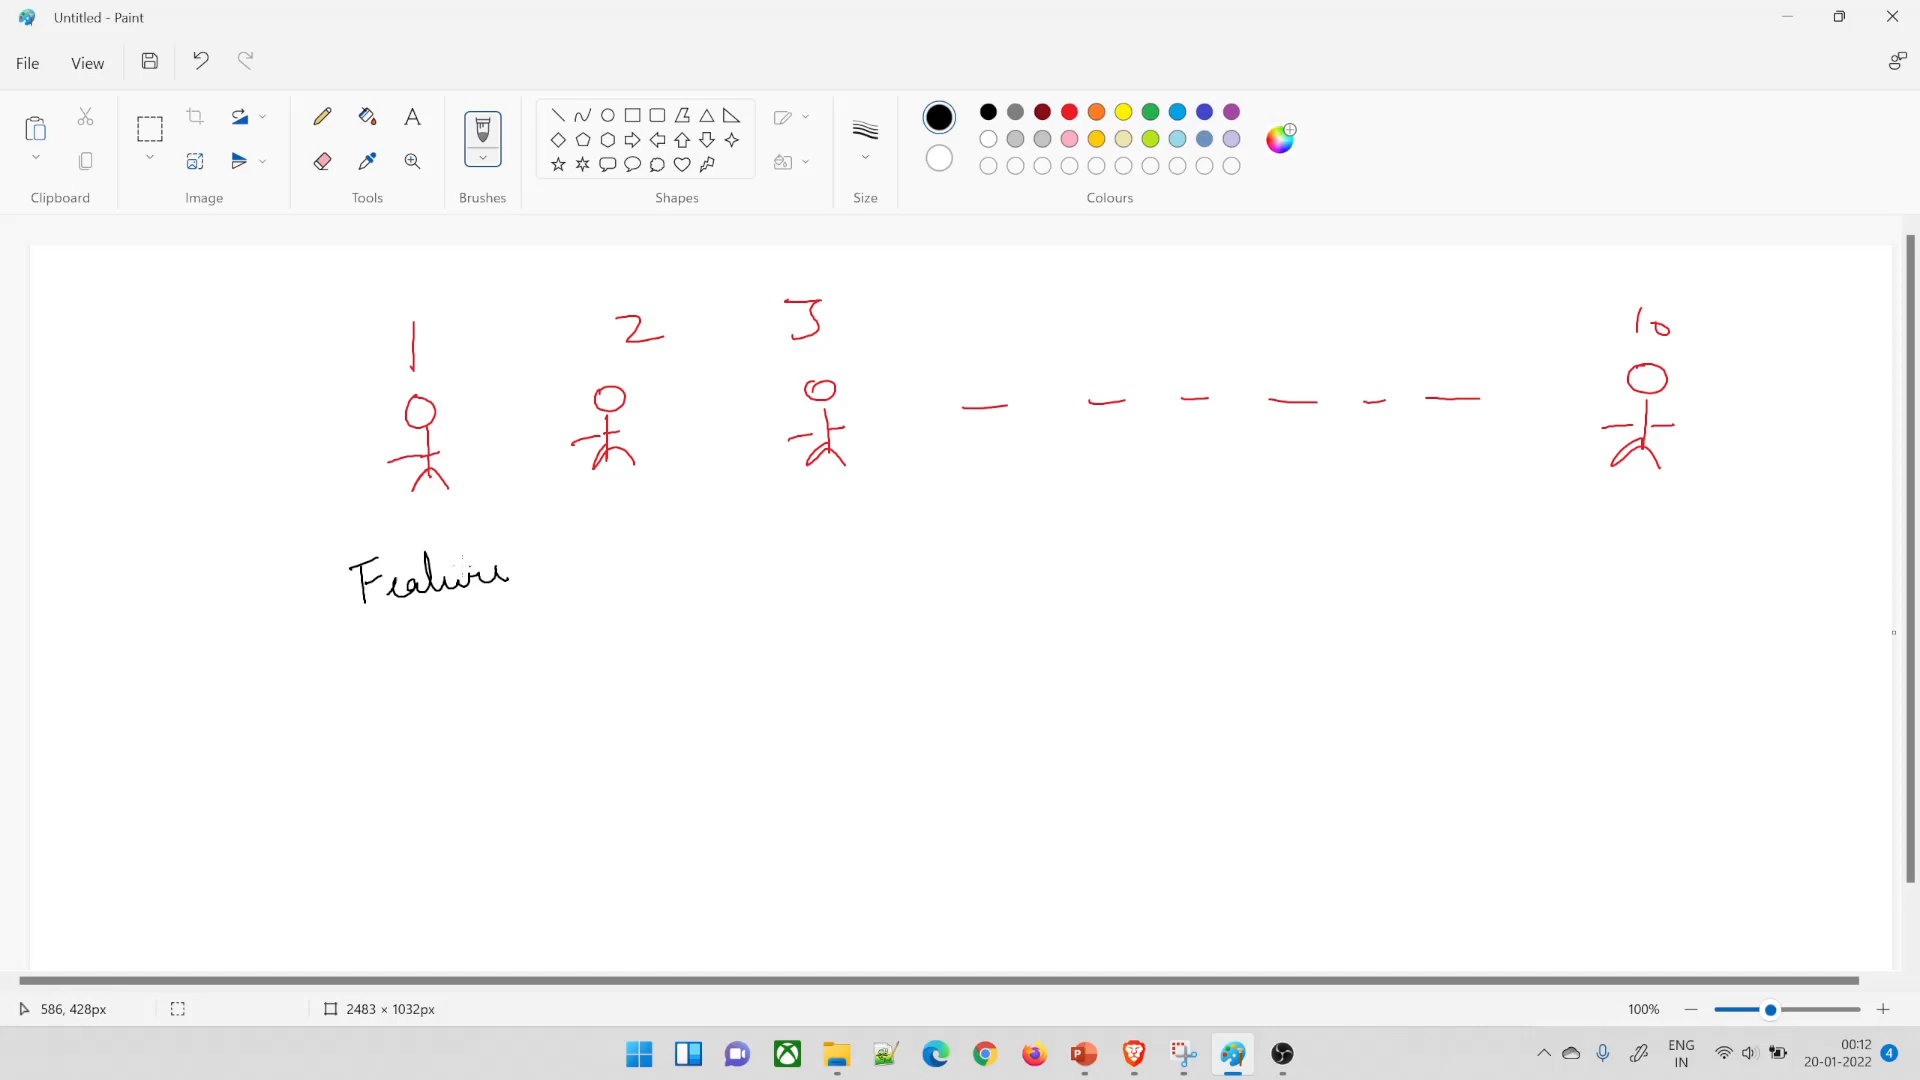 Untitled - Paint
File View
Clipboard Image Tools Brushes Shapes Size Colours
1 2 3 10
Feature
586, 428px 2483 × 1032px 100%
ENG 00:12
IN 20-01-2022 4